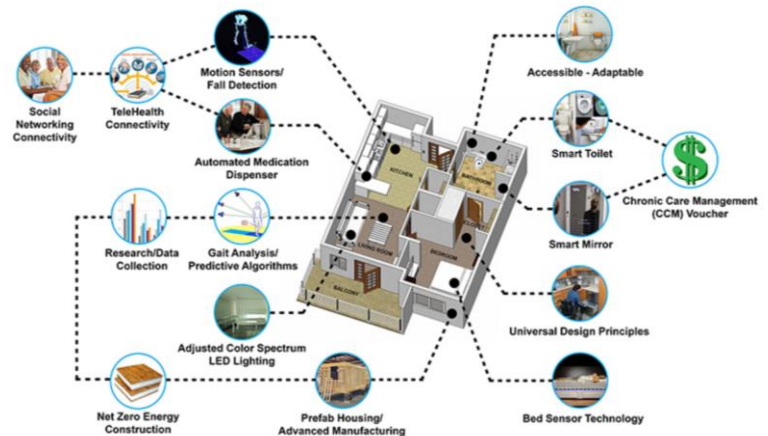 Social
Networking
Connectivity
TeleHealth
Connectivity
Motion Sensors/
Fall Detection
Automated Medication
Dispenser
Accessible - Adaptable
Smart Toilet
Smart Mirror
Chronic Care Management
(CCM) Voucher
Research/Data
Collection
Gait Analysis/
Predictive Algorithms
KITCHEN
BATHROOM
CLOSET
LIVING ROOM
BEDROOM
BALCONY
Universal Design Principles
Adjusted Color Spectrum
LED Lighting
Net Zero Energy
Construction
Prefab Housing/
Advanced Manufacturing
Bed Sensor Technology
$